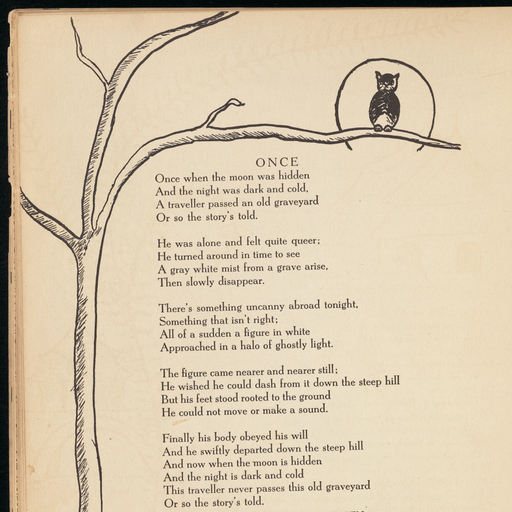 ONCE
Once when the moon was hidden
And the night was dark and cold,
A traveller passed an old graveyard
Or so the story's told.
He was alone and felt quite queer;
He turned around in time to see
A gray white mist from a grave arise,
Then slowly disappear.
There's something uncanny abroad tonight,
Something that isn't right;
All of a sudden a figure in white
Approached in a halo of ghostly light.
The figure came nearer and nearer still;
He wished he could dash from it down the steep hill
But his feet stood rooted to the ground
He could not move or make a sound.
Finally his body obeyed his will
And he swiftly departed down the steep hill
And now when the moon is hidden
And the night is dark and cold
This traveller never passes this old graveyard
Or so the story's told.